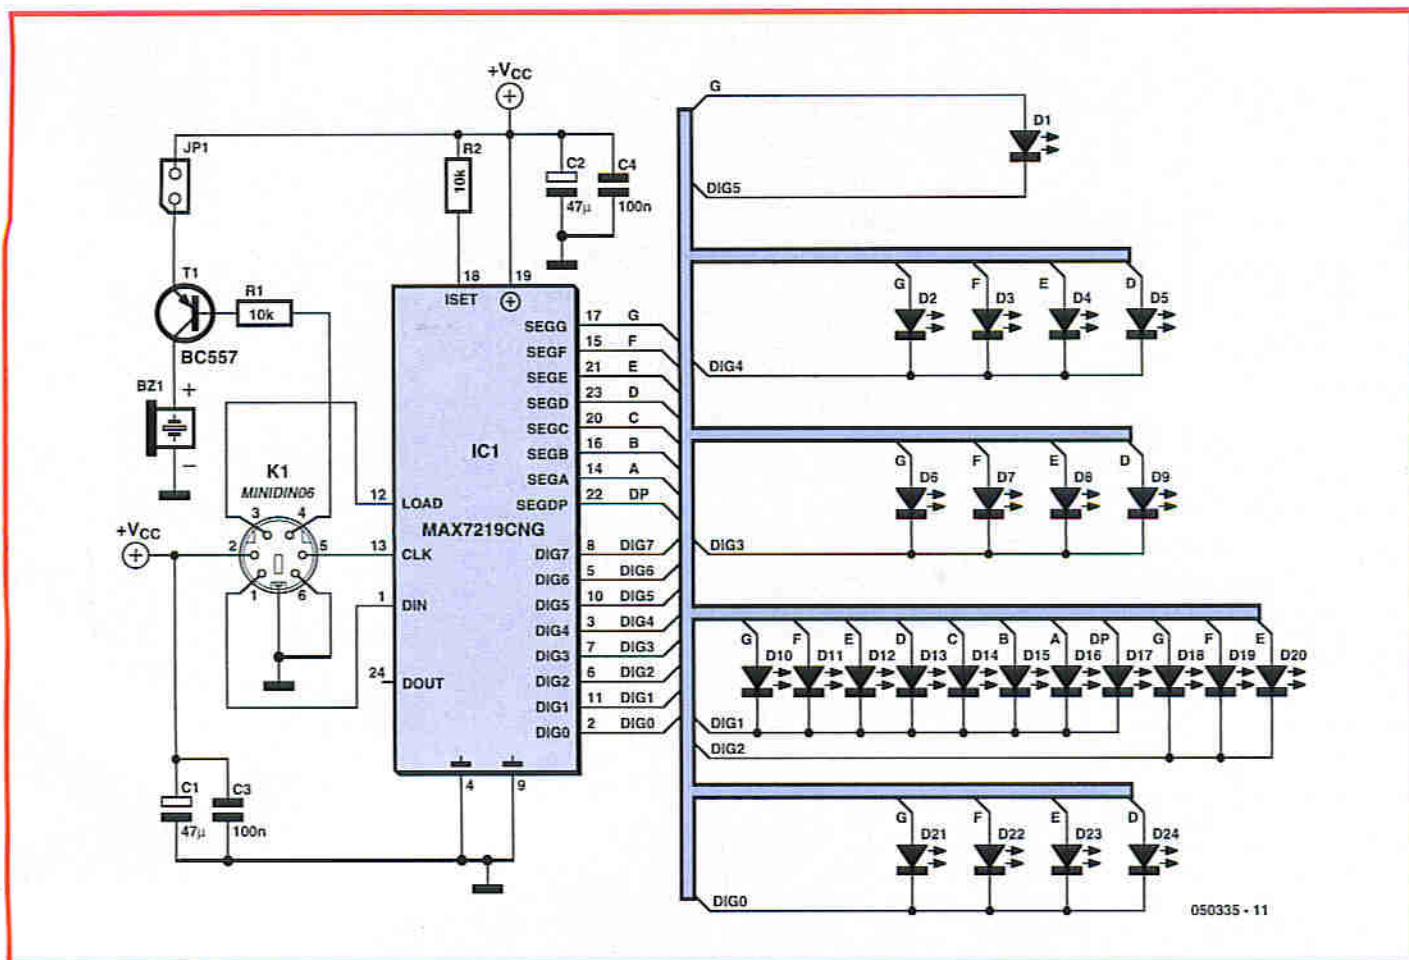 +VCC
JP1
R2
10k
C2
47µ
C4
100n
T1
BC557
R1
10k
BZ1
+
−
K1
MINIDIN06
3
4
2
5
1
6
+VCC
C1
47µ
C3
100n
18
19
ISET
IC1
MAX7219CNG
12 LOAD
13 CLK
1 DIN
24 DOUT
4
9
SEGG 17 G
SEGF 15 F
SEGE 21 E
SEGD 23 D
SEGC 20 C
SEGB 16 B
SEGA 14 A
SEGDP 22 DP
DIG7 8 DIG7
DIG6 5 DIG6
DIG5 10 DIG5
DIG4 3 DIG4
DIG3 7 DIG3
DIG2 6 DIG2
DIG1 11 DIG1
DIG0 2 DIG0
G
D1
DIG5
G F E D
D2 D3 D4 D5
DIG4
G F E D
D6 D7 D8 D9
DIG3
G F E D C B A DP G F E
D10 D11 D12 D13 D14 D15 D16 D17 D18 D19 D20
DIG1
DIG2
G F E D
D21 D22 D23 D24
DIG0
050335 - 11